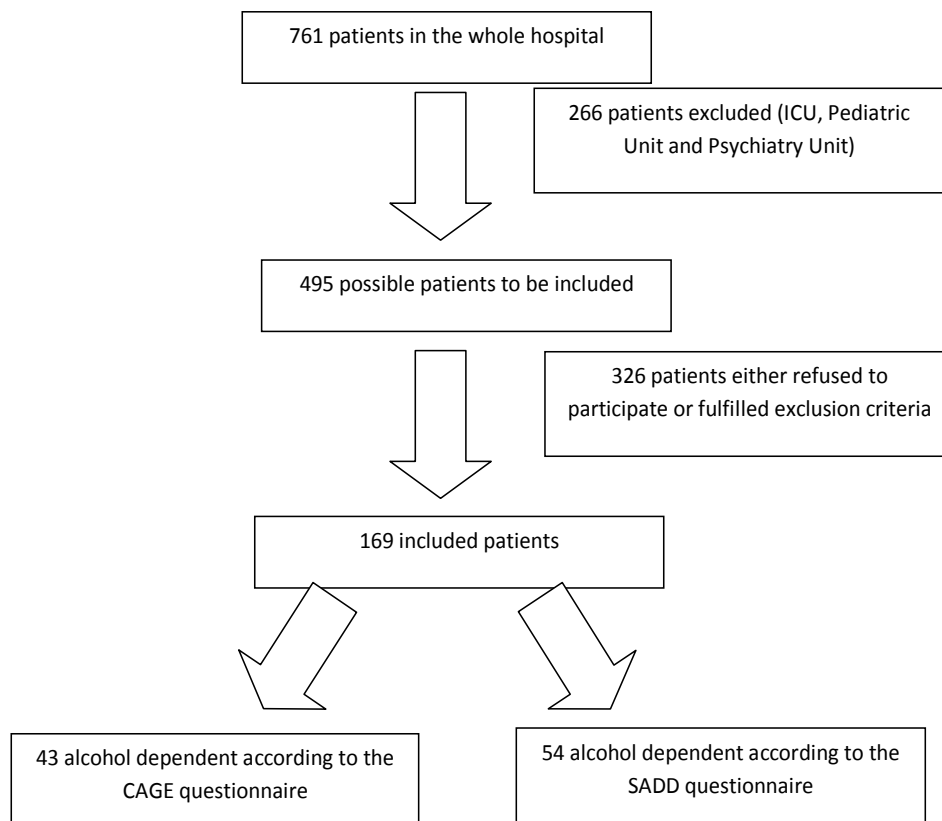 761 patients in the whole hospital
266 patients excluded (ICU, Pediatric
Unit and Psychiatry Unit)
495 possible patients to be included
326 patients either refused to
participate or fulfilled exclusion criteria
169 included patients
43 alcohol dependent according to the
CAGE questionnaire
54 alcohol dependent according to the
SADD questionnaire